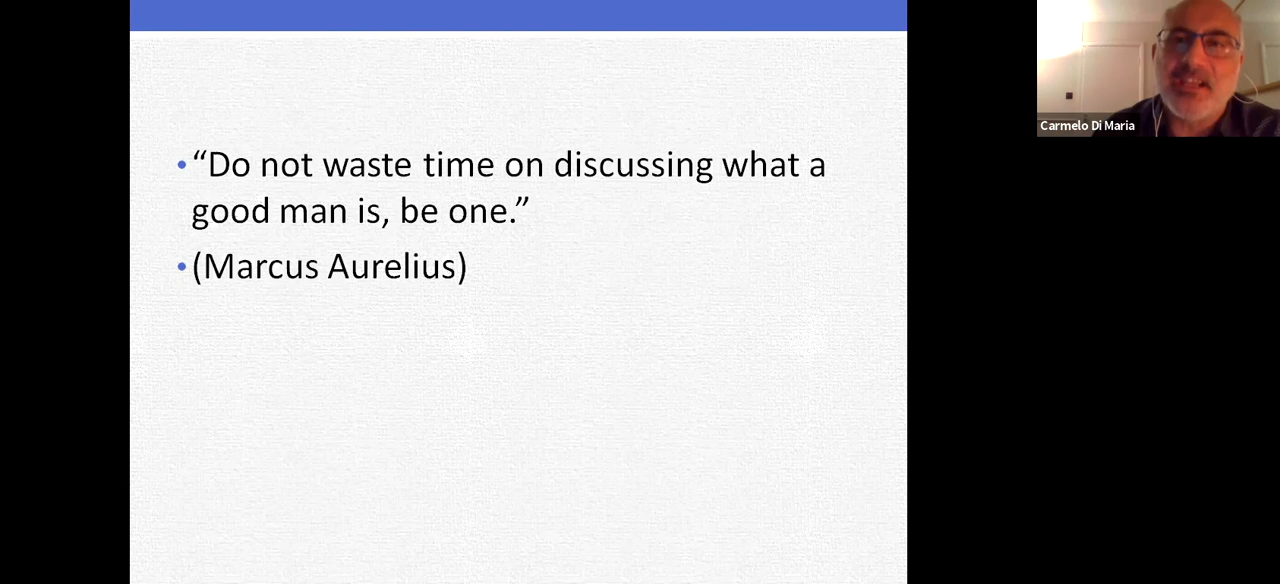 “Do not waste time on discussing what a
good man is, be one.”
(Marcus Aurelius)
Carmelo Di Maria